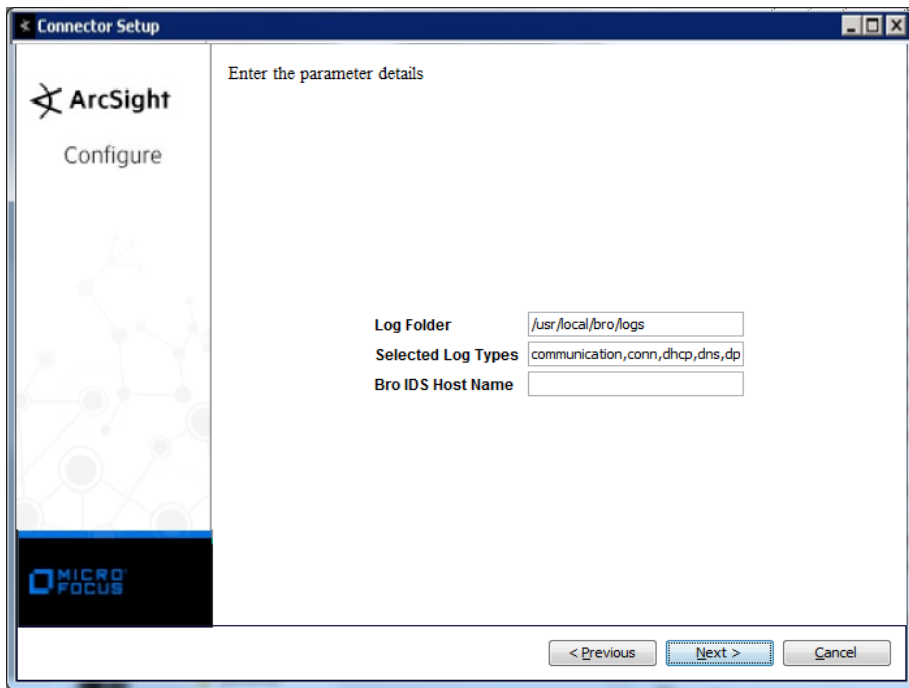 Connector Setup
ArcSight
Configure
Enter the parameter details
Log Folder /usr/local/bro/logs
Selected Log Types communication,conn,dhcp,dns,dp
Bro IDS Host Name
MICRO
FOCUS
< Previous Next > Cancel